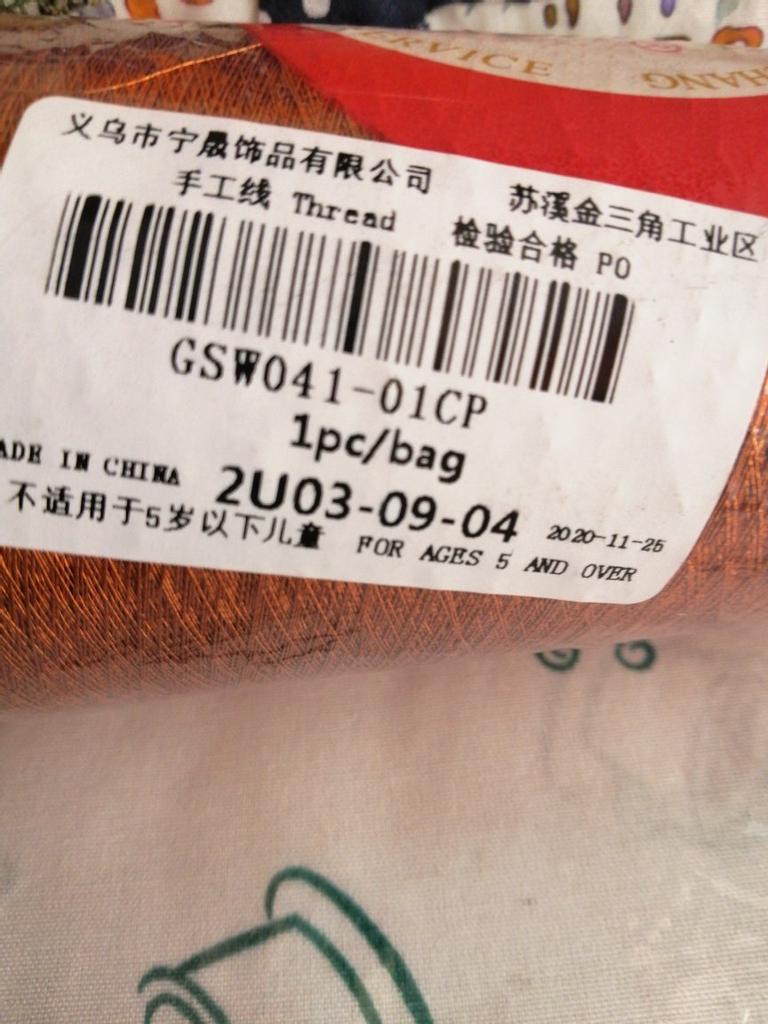 SERVICE
HANG
义乌市宁晟饰品有限公司
苏溪金三角工业区
手工线 Thread
检验合格 PO
GSW041-01CP
1pc/bag
ADE IN CHINA
2U03-09-04
2020-11-25
不适用于5岁以下儿童 FOR AGES 5 AND OVER